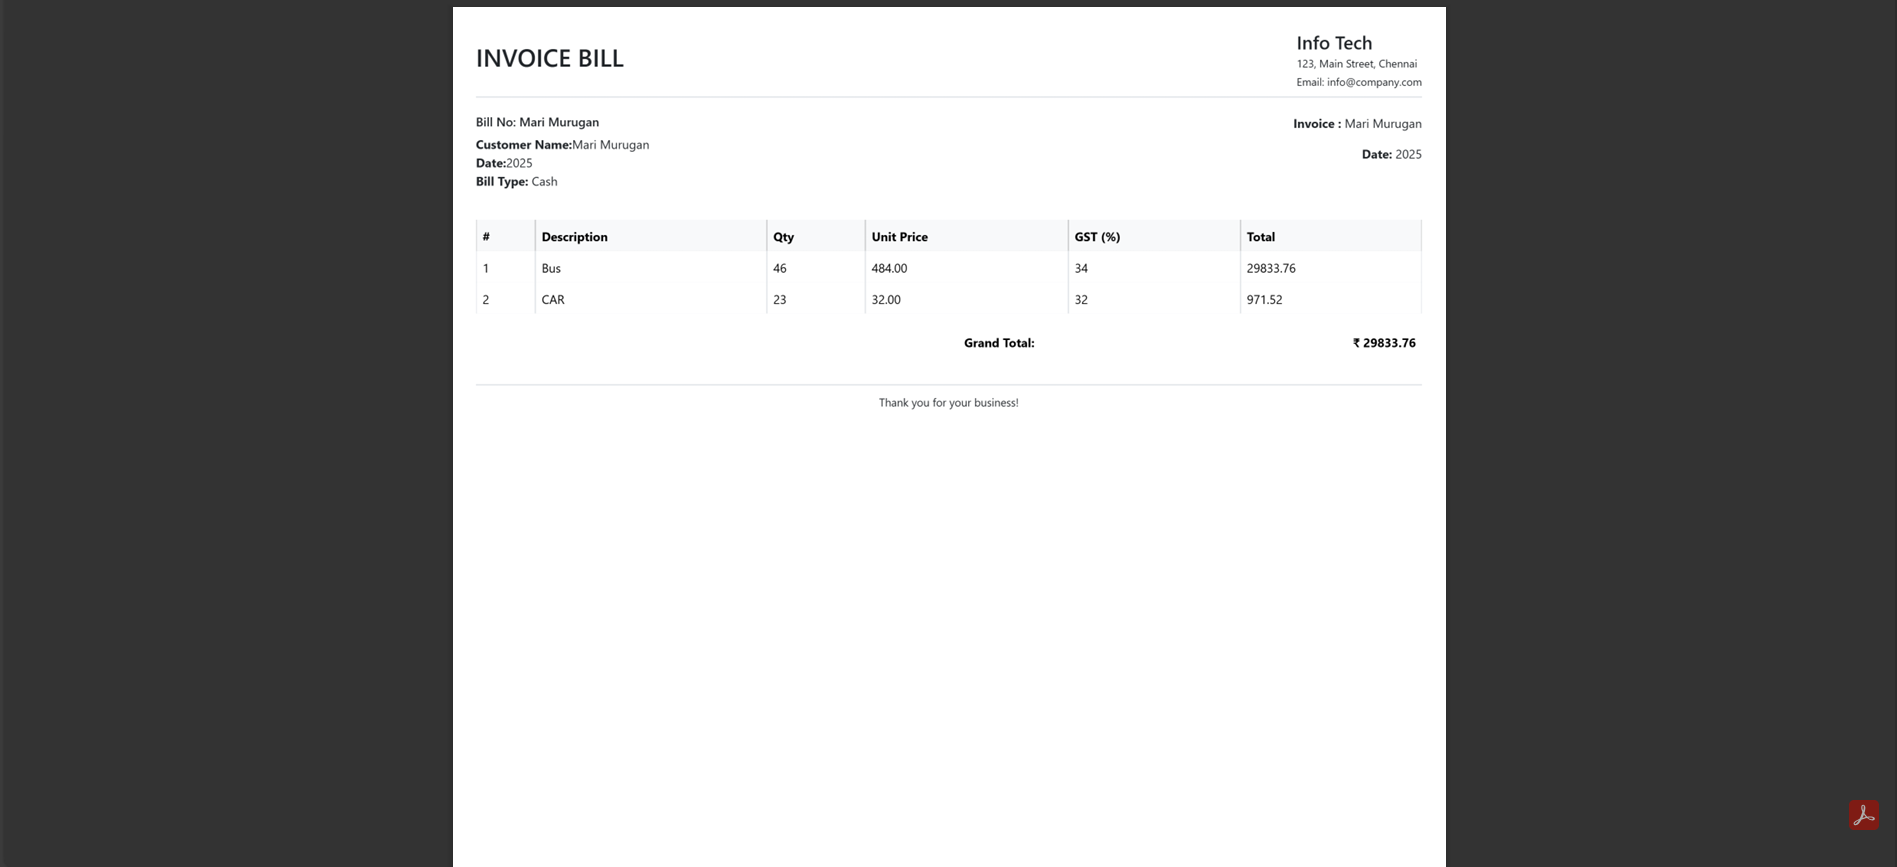 INVOICE BILL
Info Tech
123, Main Street, Chennai
Email: info@company.com
Bill No: Mari Murugan
Customer Name:Mari Murugan
Date:2025
Bill Type: Cash
Invoice : Mari Murugan
Date: 2025
# Description Qty Unit Price GST (%) Total
1 Bus 46 484.00 34 29833.76
2 CAR 23 32.00 32 971.52
Grand Total: ₹ 29833.76
Thank you for your business!